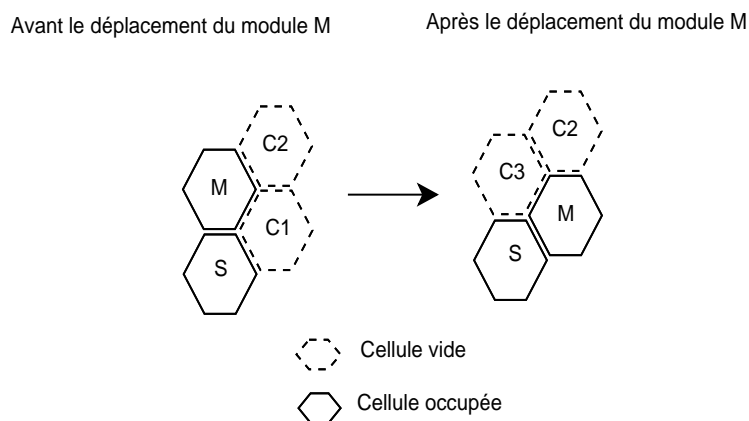 Avant le déplacement du module M
Après le déplacement du module M
C2
M
C1
S
C2
C3
M
S
Cellule vide
Cellule occupée